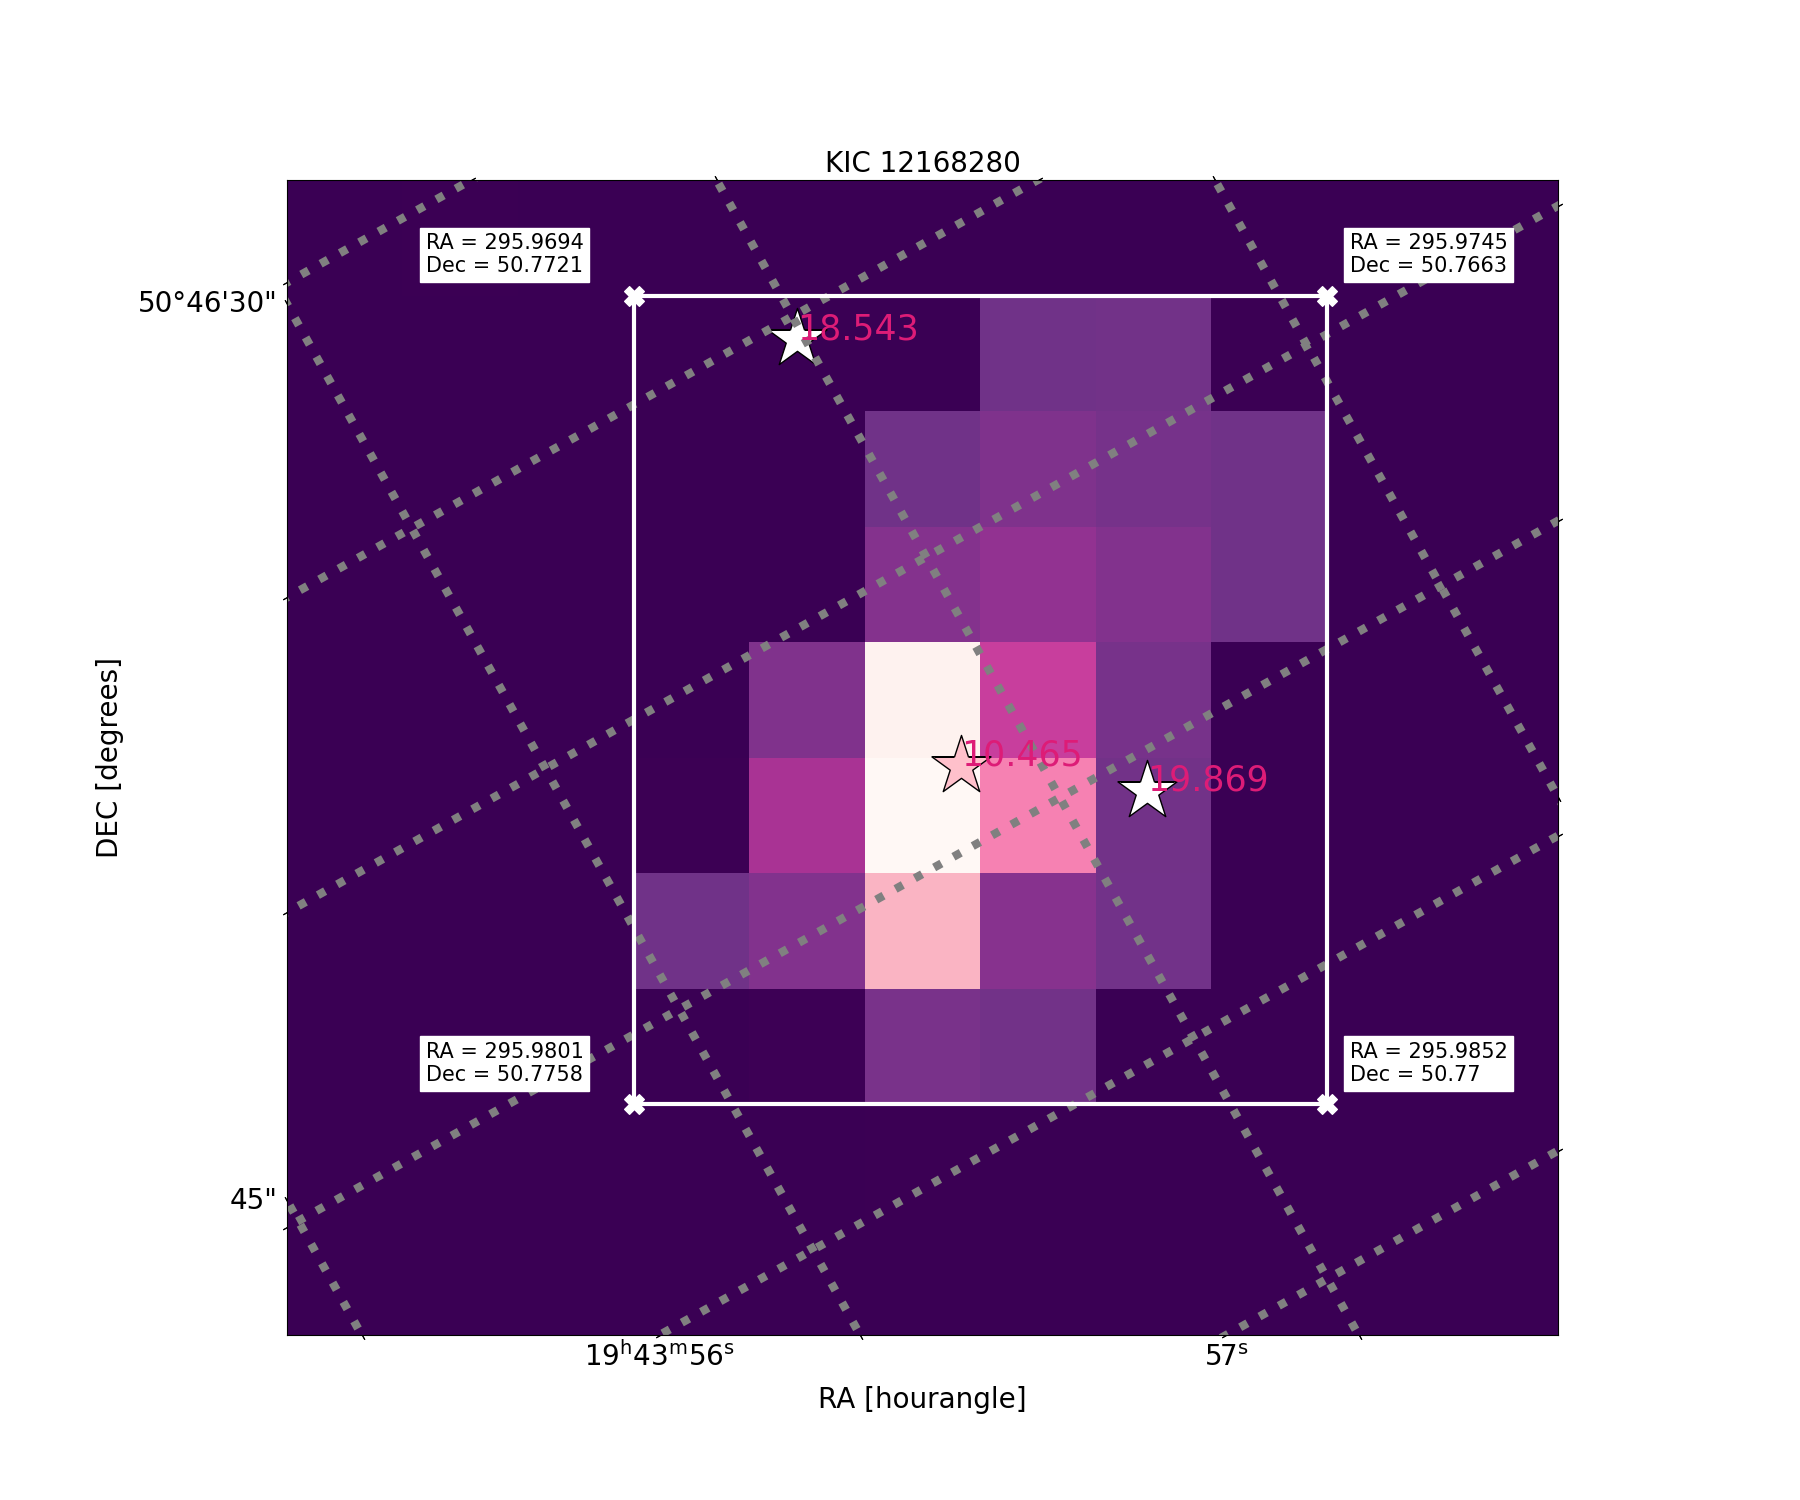 KIC 12168280
RA = 295.9694
Dec = 50.7721
RA = 295.9745
Dec = 50.7663
50°46'30"
18.543
10.465
19.869
DEC [degrees]
RA = 295.9801
Dec = 50.7758
RA = 295.9852
Dec = 50.77
45"
19ʰ43ᵐ56ˢ
57ˢ
RA [hourangle]